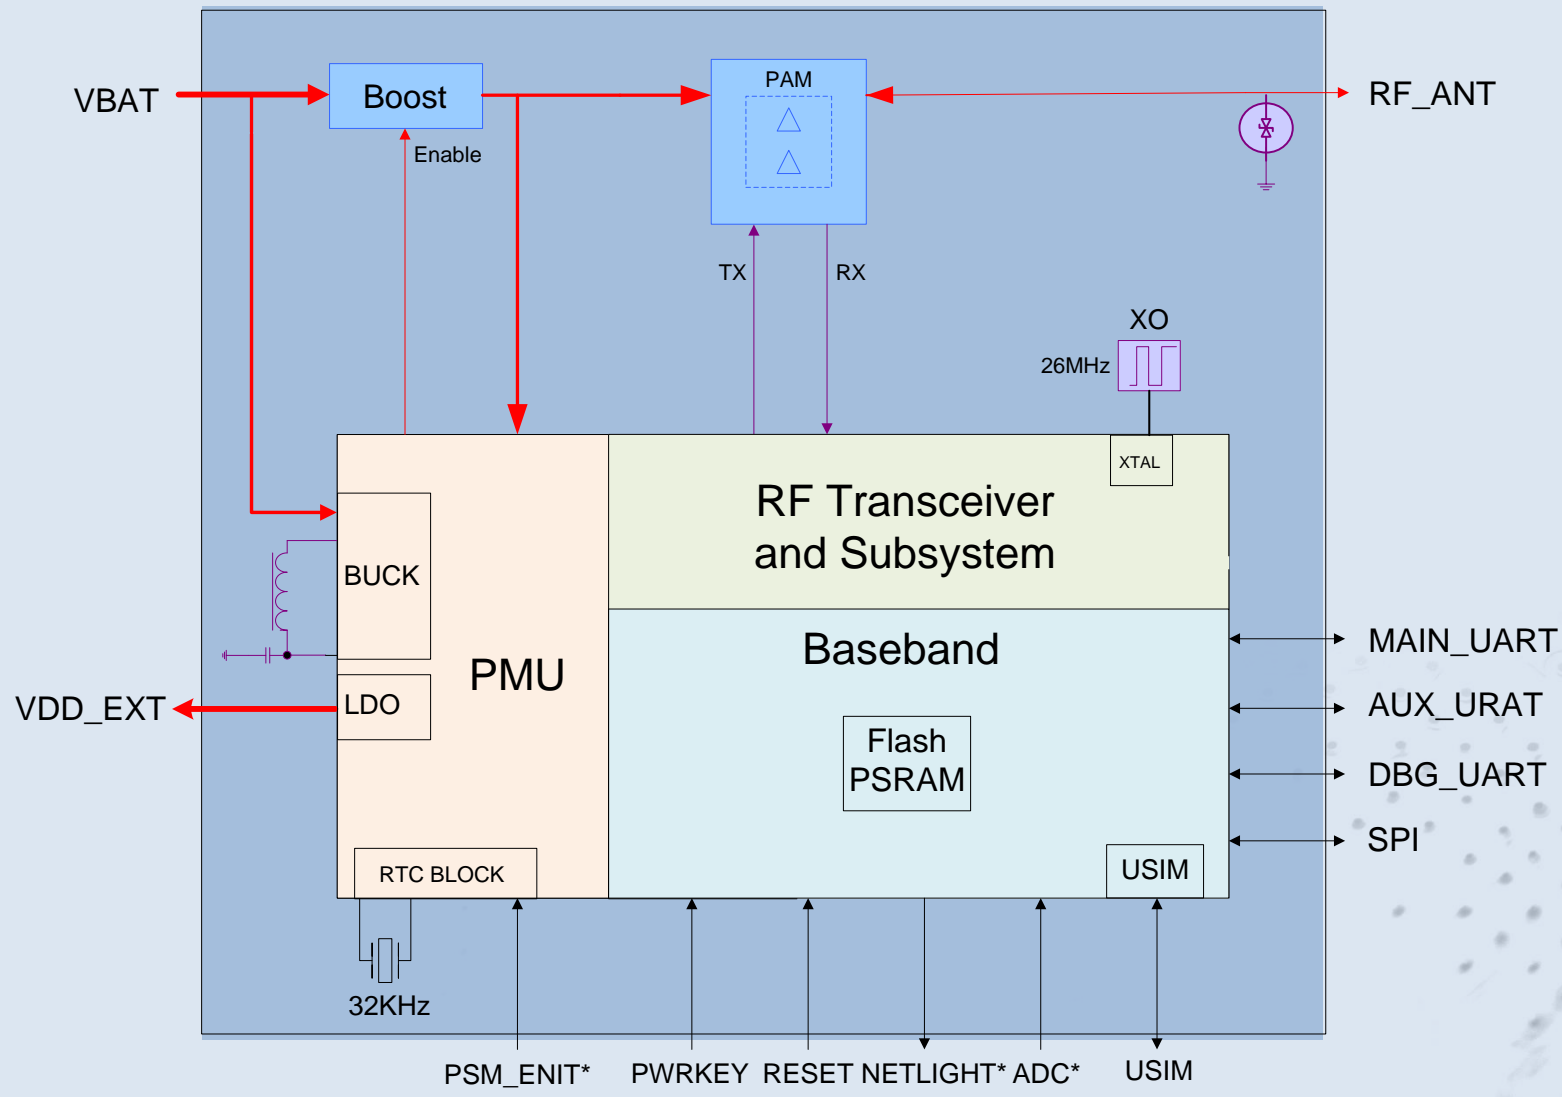 VBAT
Boost
PAM
RF_ANT
Enable
TX
RX
XO
26MHz
XTAL
RF Transceiver
and Subsystem
BUCK
Baseband
MAIN_UART
PMU
LDO
VDD_EXT
AUX_URAT
Flash
PSRAM
DBG_UART
SPI
RTC BLOCK
USIM
32KHz
PSM_ENIT*
PWRKEY
RESET
NETLIGHT*
ADC*
USIM